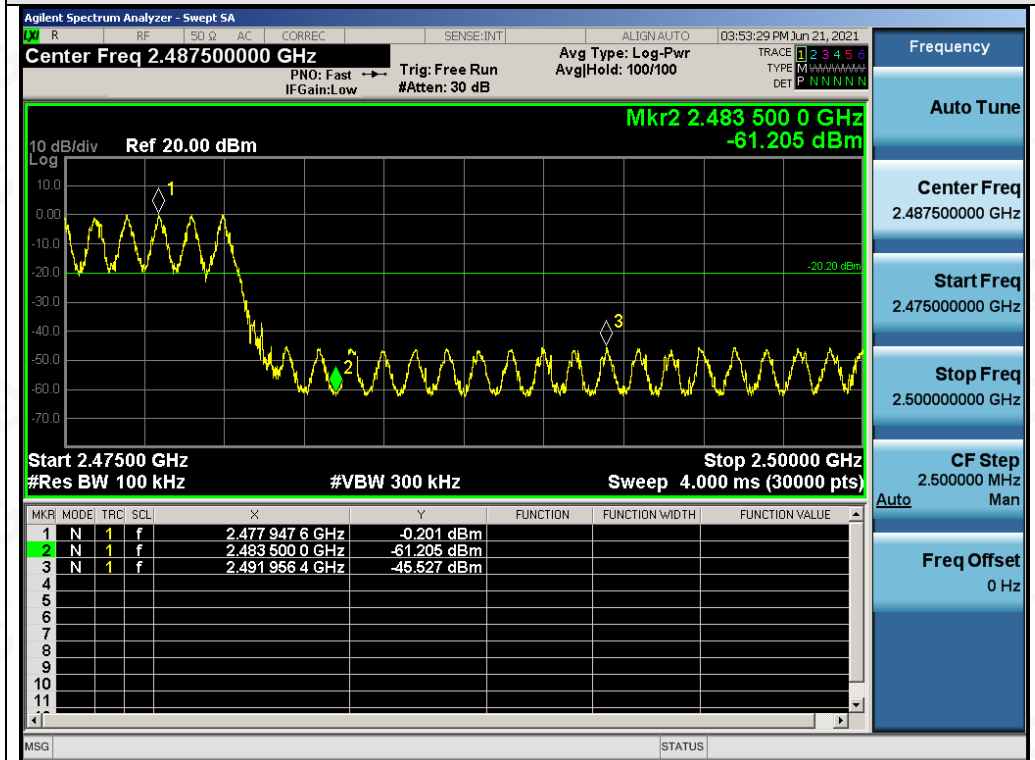 Agilent Spectrum Analyzer - Swept SA
LXI R RF 50 Ω AC CORREC SENSE:INT ALIGN AUTO 03:53:29 PM Jun 21, 2021
Center Freq 2.487500000 GHz
PNO: Fast
IFGain:Low
Trig: Free Run
#Atten: 30 dB
Avg Type: Log-Pwr
Avg|Hold: 100/100
TRACE 1 2 3 4 5 6
TYPE M W W W W W
DET P N N N N N
Mkr2 2.483 500 0 GHz
-61.205 dBm
10 dB/div Ref 20.00 dBm
Log
10.0
0.00
-10.0
-20.0
-30.0
-40.0
-50.0
-60.0
-70.0
1
2
3
-20.20 dBm
Start 2.47500 GHz Stop 2.50000 GHz
#Res BW 100 kHz #VBW 300 kHz Sweep 4.000 ms (30000 pts)
MKR MODE TRC SCL X Y FUNCTION FUNCTION WIDTH FUNCTION VALUE
1 N 1 f 2.477 947 6 GHz -0.201 dBm
2 N 1 f 2.483 500 0 GHz -61.205 dBm
3 N 1 f 2.491 956 4 GHz -45.527 dBm
4
5
6
7
8
9
10
11
MSG STATUS
Frequency
Auto Tune
Center Freq
2.487500000 GHz
Start Freq
2.475000000 GHz
Stop Freq
2.500000000 GHz
CF Step
2.500000 MHz
Auto Man
Freq Offset
0 Hz